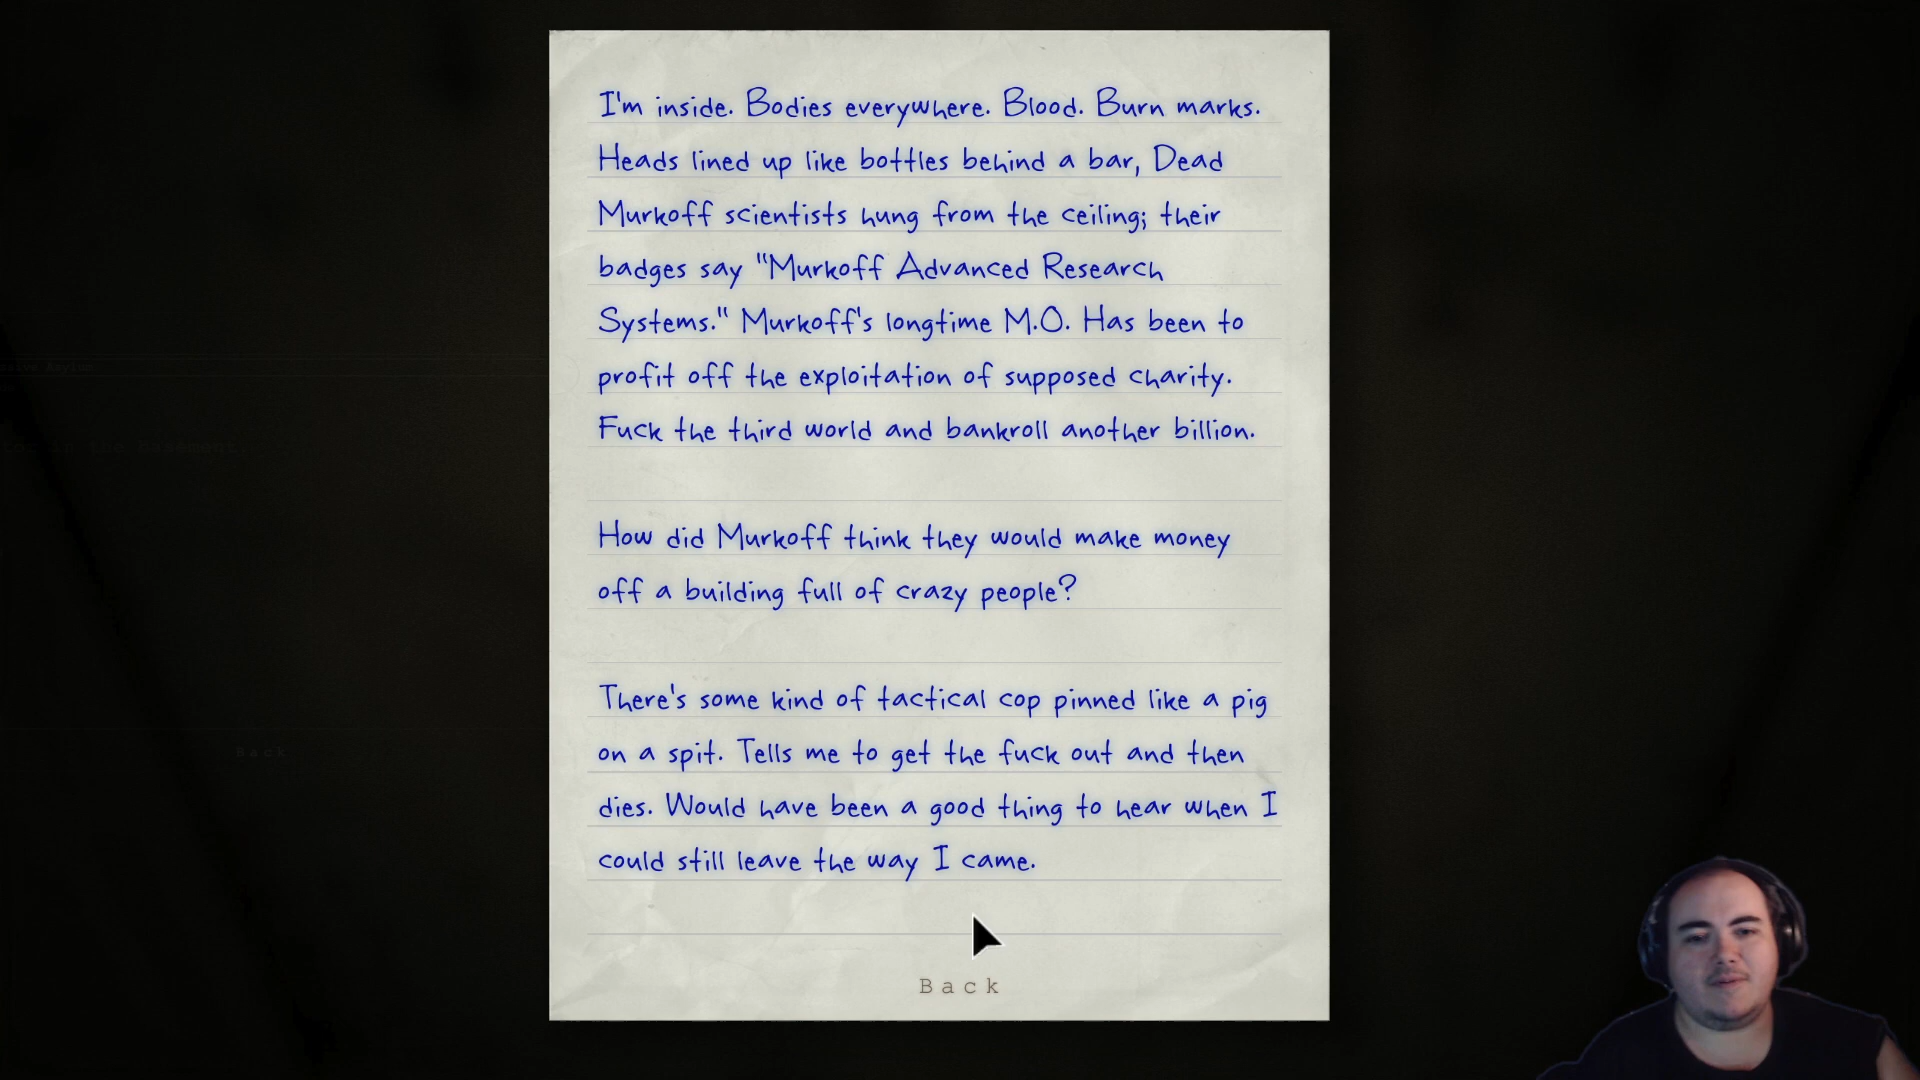 I'm inside. Bodies everywhere. Blood. Burn marks.
Heads lined up like bottles behind a bar, Dead
Murkoff scientists hung from the ceiling; their
badges say "Murkoff Advanced Research
Systems." Murkoff's longtime M.O. Has been to
profit off the exploitation of supposed charity.
Fuck the third world and bankroll another billion.
How did Murkoff think they would make money
off a building full of crazy people?
There's some kind of tactical cop pinned like a pig
on a spit. Tells me to get the fuck out and then
dies. Would have been a good thing to hear when I
could still leave the way I came.
Back
Back